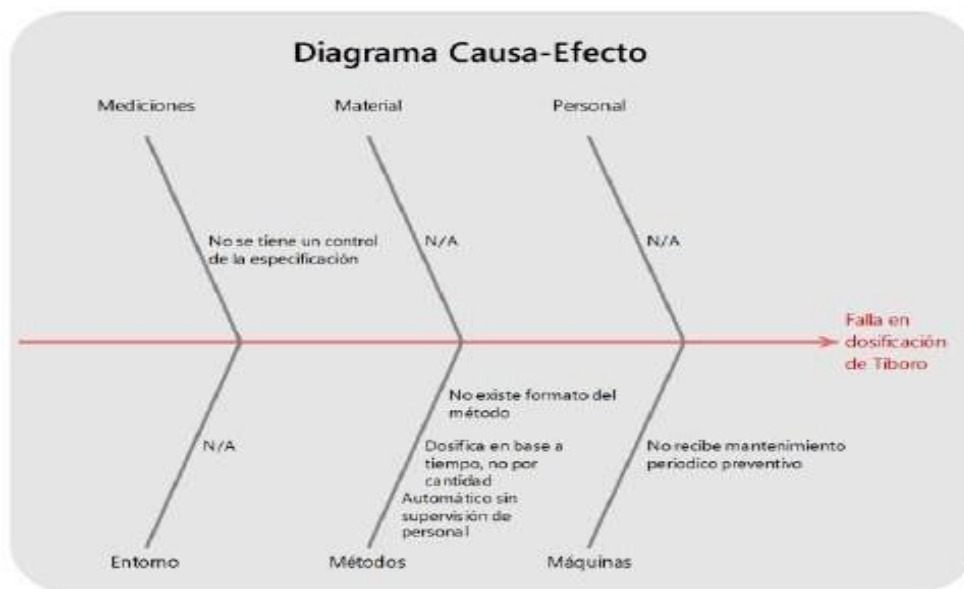 Diagrama Causa-Efecto
Mediciones
Material
Personal
No se tiene un control
de la especificación
N/A
N/A
Falla en
dosificación
de Tiboro
No existe formato del
método
N/A
Dosifica en base a
tiempo, no por
cantidad
Automático sin
supervisión de
personal
No recibe mantenimiento
periodico preventivo
Entorno
Métodos
Máquinas